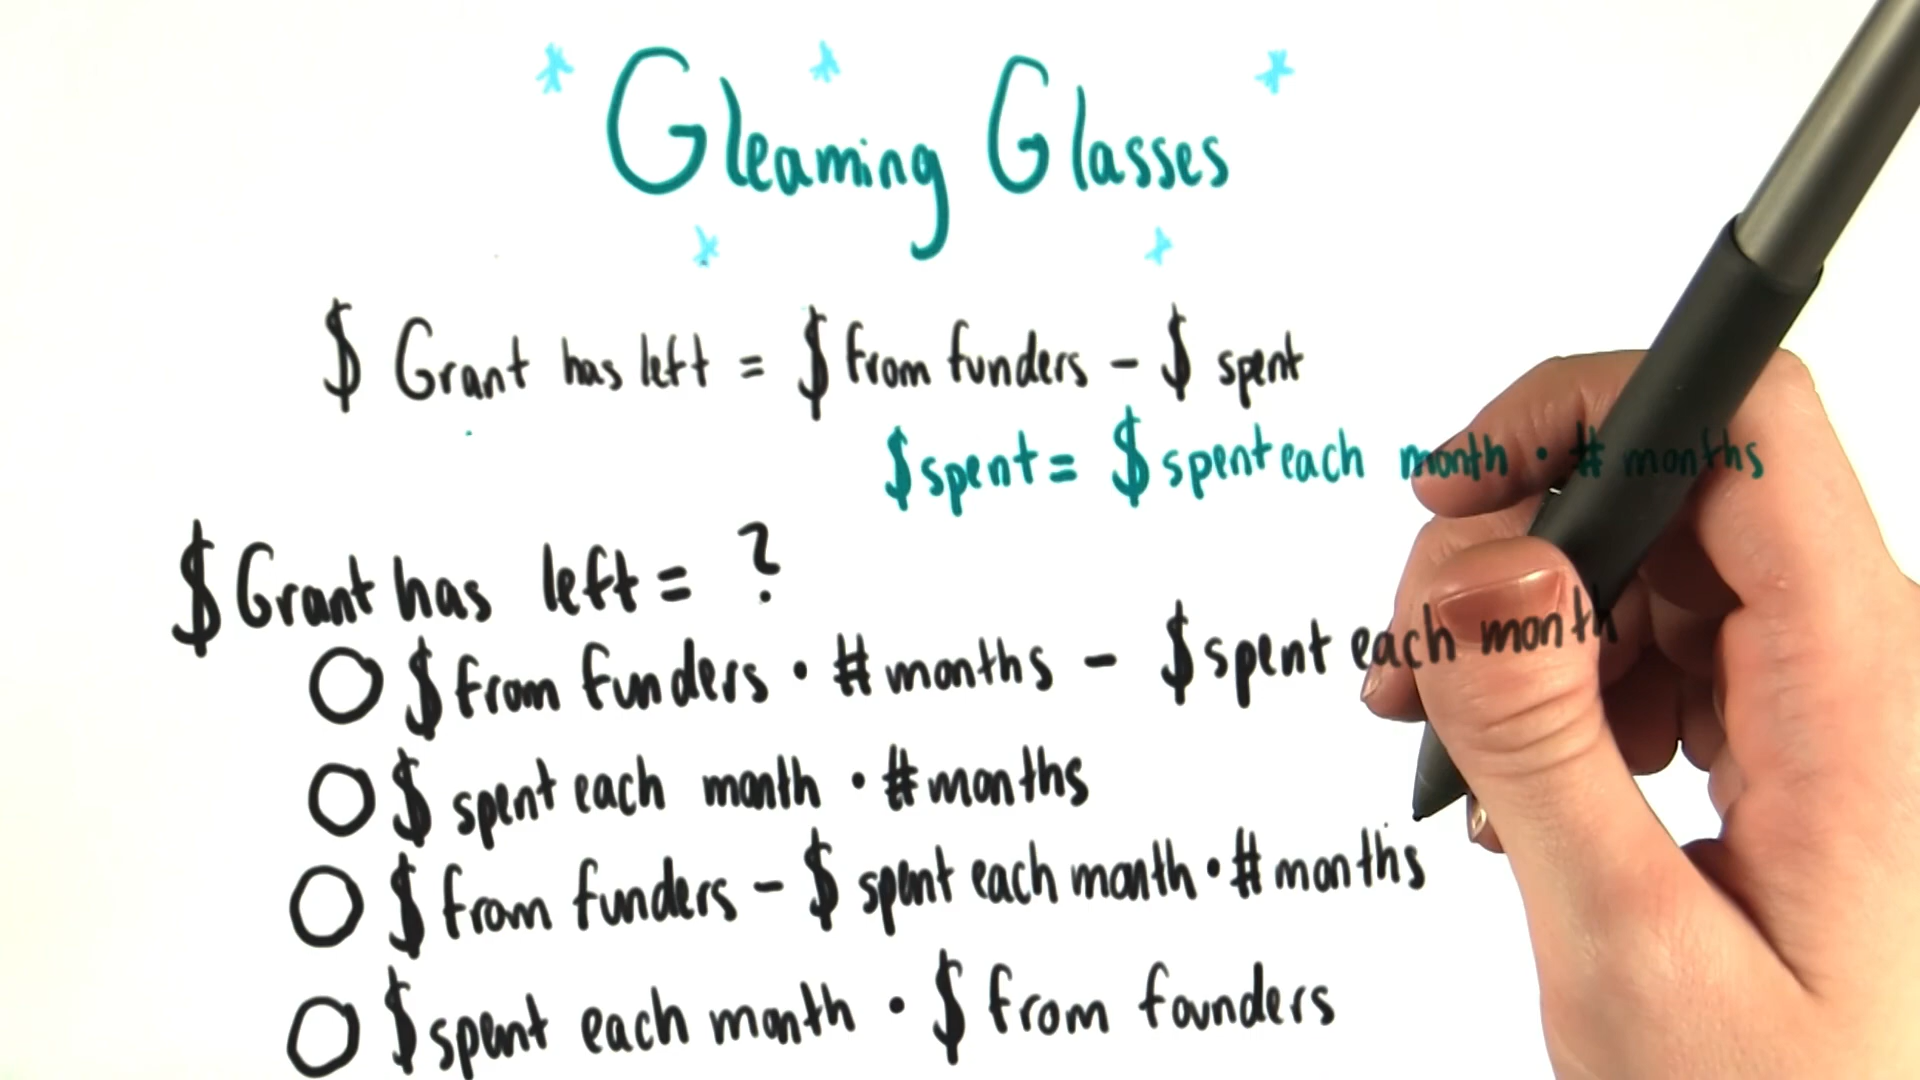 Gleaming Glasses
$ Grant has left = $ from funders - $ spent
$ spent = $ spent each month · # months
$ Grant has left = ?
$ from funders · # months - $ spent each month
$ spent each month · # months
$ from funders - $ spent each month · # months
$ spent each month · $ from founders